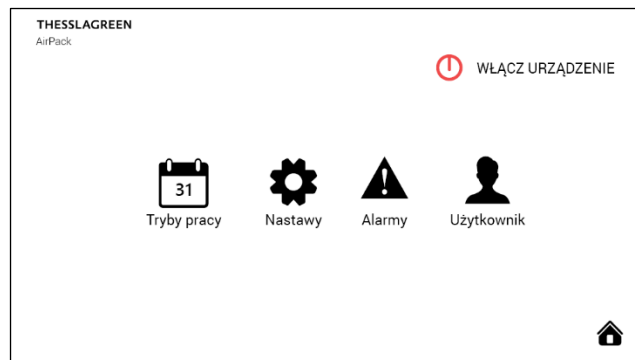 THESSLAGREEN
AirPack
WŁĄCZ URZĄDZENIE
31
Tryby pracy
Nastawy
Alarmy
Użytkownik